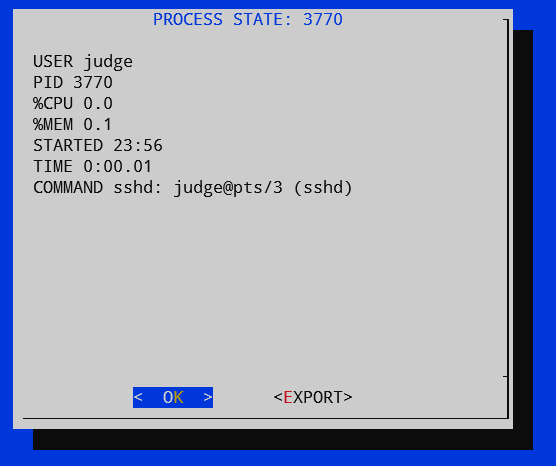 PROCESS STATE: 3770
USER judge
PID 3770
%CPU 0.0
%MEM 0.1
STARTED 23:56
TIME 0:00.01
COMMAND sshd: judge@pts/3 (sshd)
<  OK  > <EXPORT>